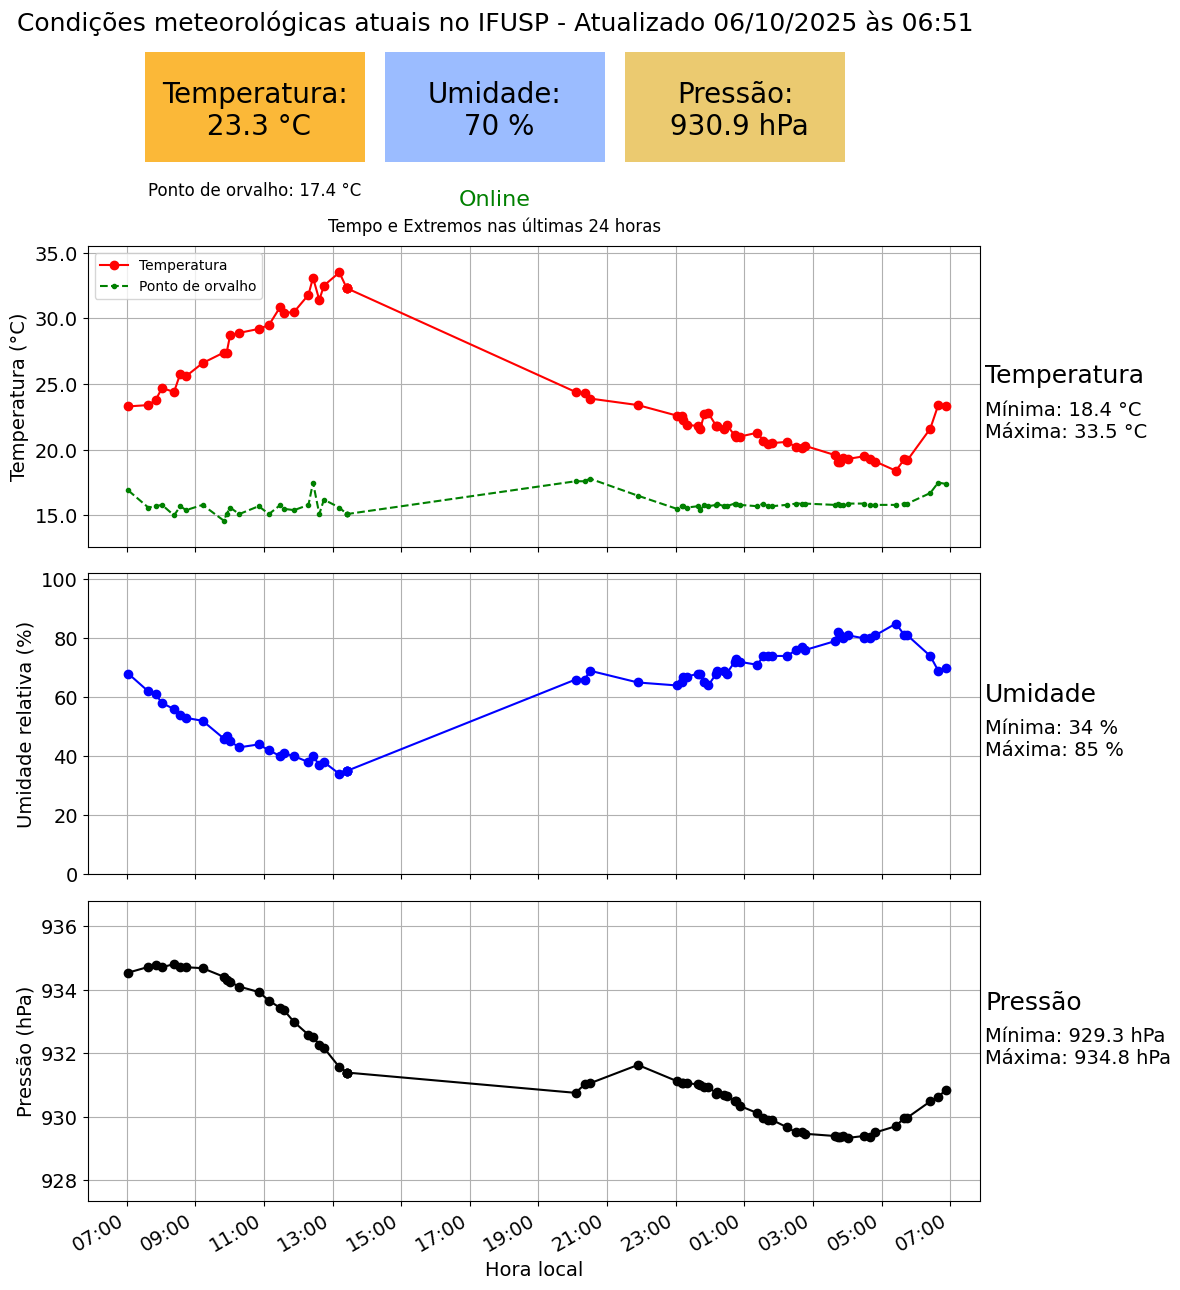 Condições meteorológicas atuais no IFUSP - Atualizado 06/10/2025 às 06:51
Temperatura:
23.3 °C
Umidade:
70 %
Pressão:
930.9 hPa
Ponto de orvalho: 17.4 °C
Online
Tempo e Extremos nas últimas 24 horas
Temperatura (°C)
35.0
30.0
25.0
20.0
15.0
Temperatura
Ponto de orvalho
Temperatura
Mínima: 18.4 °C
Máxima: 33.5 °C
Umidade relativa (%)
100
80
60
40
20
0
Umidade
Mínima: 34 %
Máxima: 85 %
Pressão (hPa)
936
934
932
930
928
Pressão
Mínima: 929.3 hPa
Máxima: 934.8 hPa
07:00
09:00
11:00
13:00
15:00
17:00
19:00
21:00
23:00
01:00
03:00
05:00
07:00
Hora local